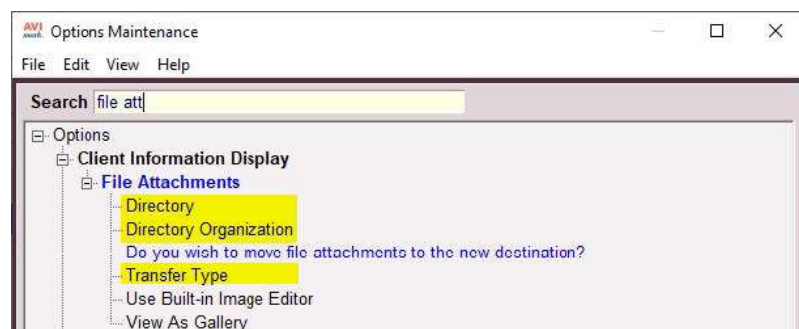 AVI
mark
Options Maintenance
File Edit View Help
Search file att
Options
Client Information Display
File Attachments
Directory
Directory Organization
Do you wish to move file attachments to the new destination?
Transfer Type
Use Built-in Image Editor
View As Gallery